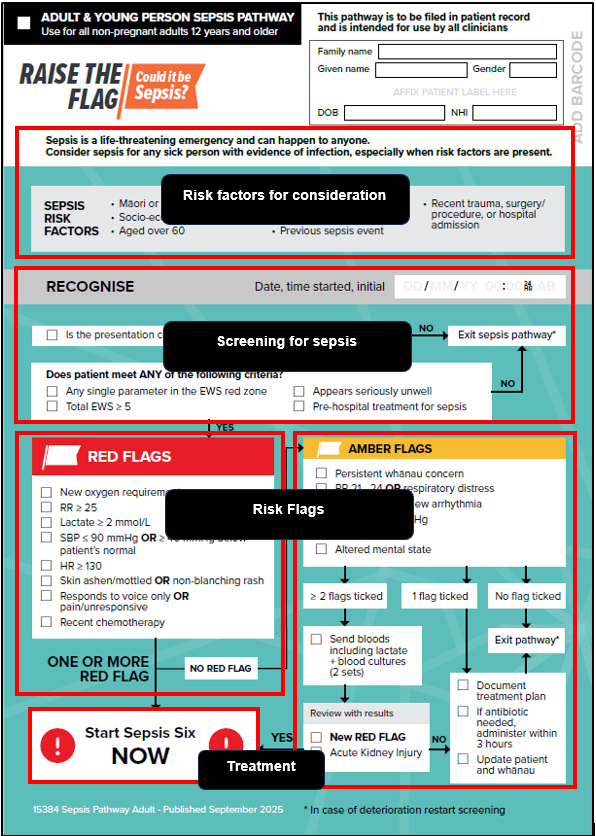 ADULT & YOUNG PERSON SEPSIS PATHWAY
Use for all non-pregnant adults 12 years and older
This pathway is to be filed in patient record
and is intended for use by all clinicians
Family name
Given name
Gender
AFFIX PATIENT LABEL HERE
DOB
NHI
ADD BARCODE
RAISE THE
FLAG
Could it be
Sepsis?
Sepsis is a life-threatening emergency and can happen to anyone.
Consider sepsis for any sick person with evidence of infection, especially when risk factors are present.
Risk factors for consideration
SEPSIS
RISK
FACTORS
• Māori or
• Aged over 60
• Previous sepsis event
• Recent trauma, surgery/
procedure, or hospital
admission
RECOGNISE
Date, time started, initial
DD/MM/YY
Screening for sepsis
Is the presentation
NO
Exit sepsis pathway*
Does patient meet ANY of the following criteria?
Any single parameter in the EWS red zone
Total EWS ≥ 5
Appears seriously unwell
Pre-hospital treatment for sepsis
NO
YES
RED FLAGS
New oxygen requirement
RR ≥ 25
Lactate ≥ 2 mmol/L
SBP ≤ 90 mmHg OR ≥
patient's normal
HR ≥ 130
Skin ashen/mottled OR non-blanching rash
Responds to voice only OR
pain/unresponsive
Recent chemotherapy
ONE OR MORE
RED FLAG
NO RED FLAG
Risk Flags
AMBER FLAGS
Persistent whānau concern
RR 21 - 24 OR respiratory distress
new arrhythmia
Altered mental state
≥ 2 flags ticked
1 flag ticked
No flag ticked
Send bloods
including lactate
+ blood cultures
(2 sets)
Exit pathway*
Review with results
New RED FLAG
Acute Kidney Injury
YES
NO
Document
treatment plan
If antibiotic
needed,
administer within
3 hours
Update patient
and whānau
Start Sepsis Six
NOW
Treatment
15384 Sepsis Pathway Adult - Published September 2025
* In case of deterioration restart screening